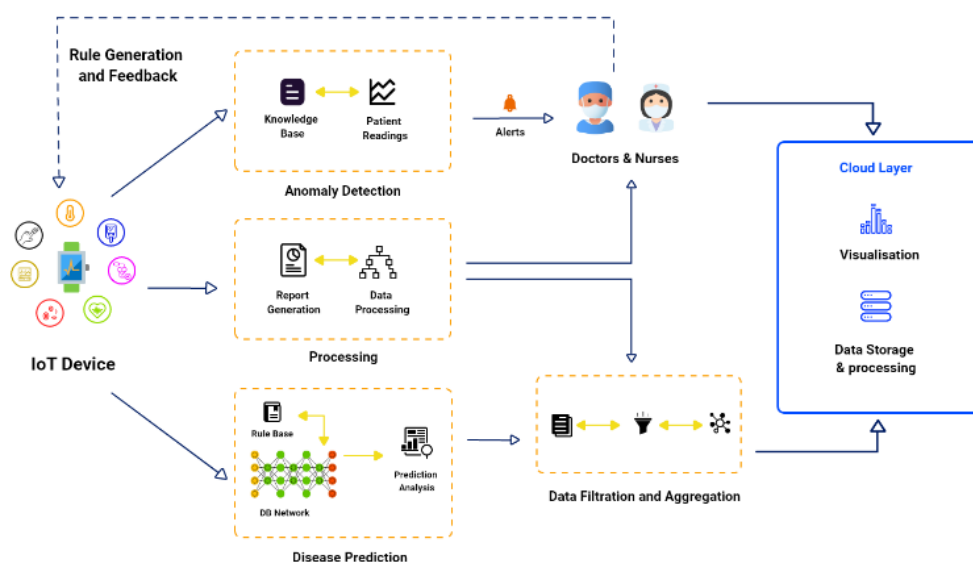 Rule Generation
and Feedback
Knowledge
Base
Patient
Readings
Anomaly Detection
Alerts
Doctors & Nurses
Cloud Layer
Visualisation
Data Storage
& processing
IoT Device
Report
Generation
Data
Processing
Processing
Rule Base
DB Network
Prediction
Analysis
Disease Prediction
Data Filtration and Aggregation